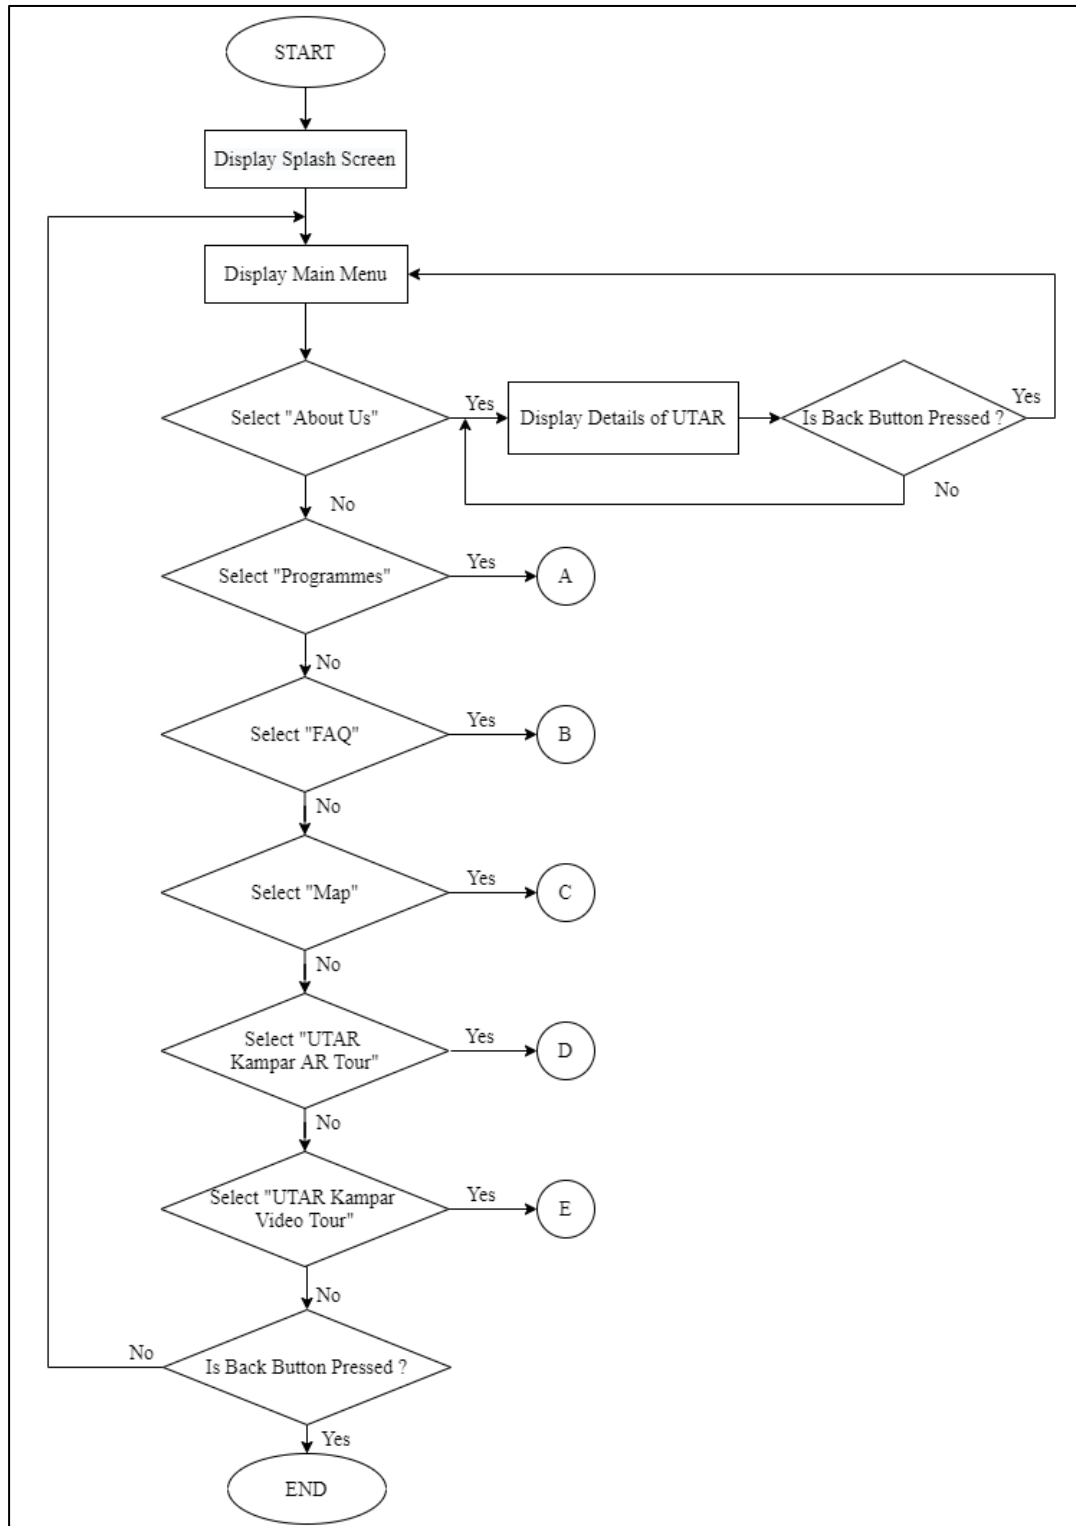 START
Display Splash Screen
Display Main Menu
Select "About Us"
Yes
Display Details of UTAR
Is Back Button Pressed ?
Yes
No
No
Select "Programmes"
Yes
A
No
Select "FAQ"
Yes
B
No
Select "Map"
Yes
C
No
Select "UTAR
Kampar AR Tour"
Yes
D
No
Select "UTAR Kampar
Video Tour"
Yes
E
No
Is Back Button Pressed ?
No
Yes
END